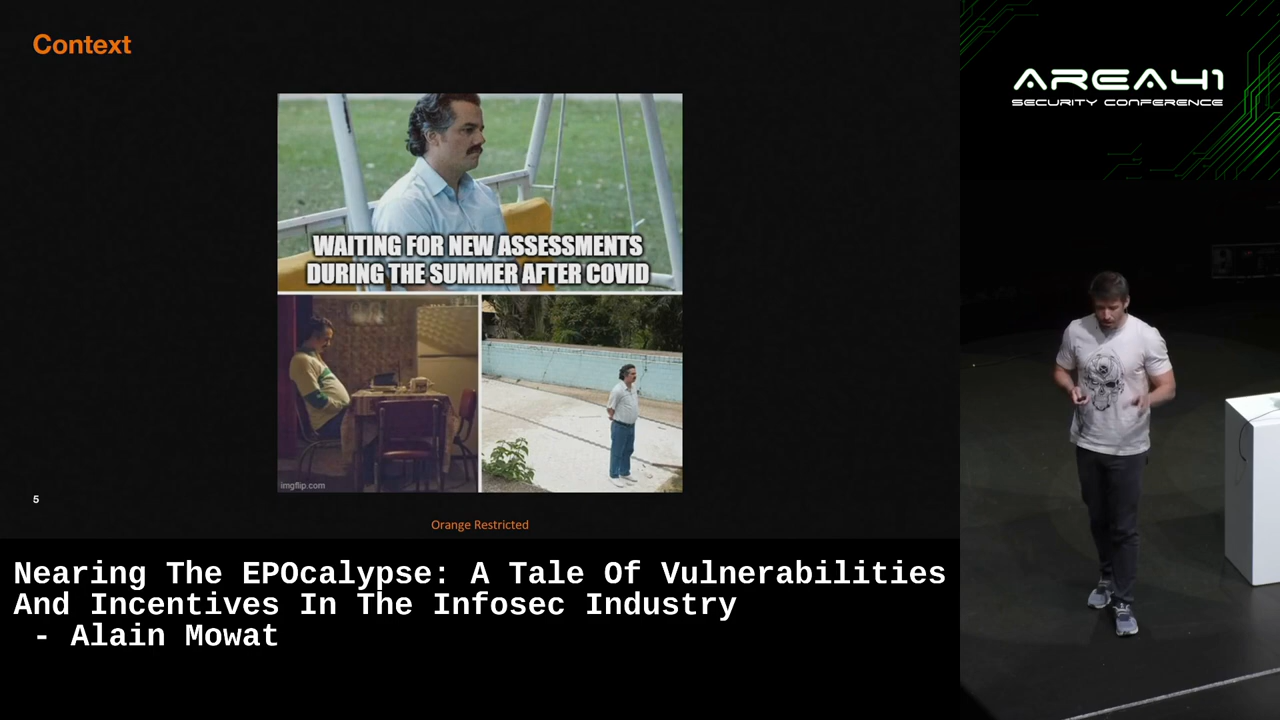 Context
WAITING FOR NEW ASSESSMENTS
DURING THE SUMMER AFTER COVID
imgflip.com
5
Orange Restricted
AREA41
SECURITY CONFERENCE
Nearing The EPOcalypse: A Tale Of Vulnerabilities
And Incentives In The Infosec Industry
- Alain Mowat